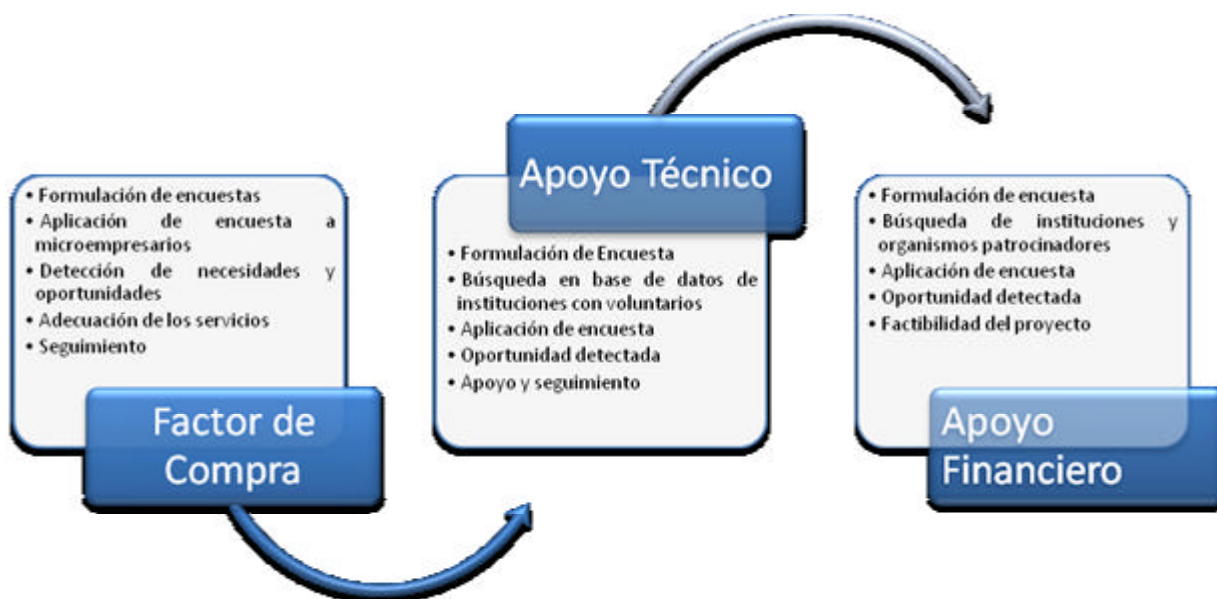 • Formulación de encuestas
• Aplicación de encuesta a
microempresarios
• Detección de necesidades y
oportunidades
• Adecuación de los servicios
• Seguimiento
Factor de
Compra
Apoyo Técnico
• Formulación de Encuesta
• Búsqueda en base de datos de
instituciones con voluntarios
• Aplicación de encuesta
• Oportunidad detectada
• Apoyo y seguimiento
• Formulación de encuesta
• Búsqueda de instituciones y
organismos patrocinadores
• Aplicación de encuesta
• Oportunidad detectada
• Factibilidad del proyecto
Apoyo
Financiero